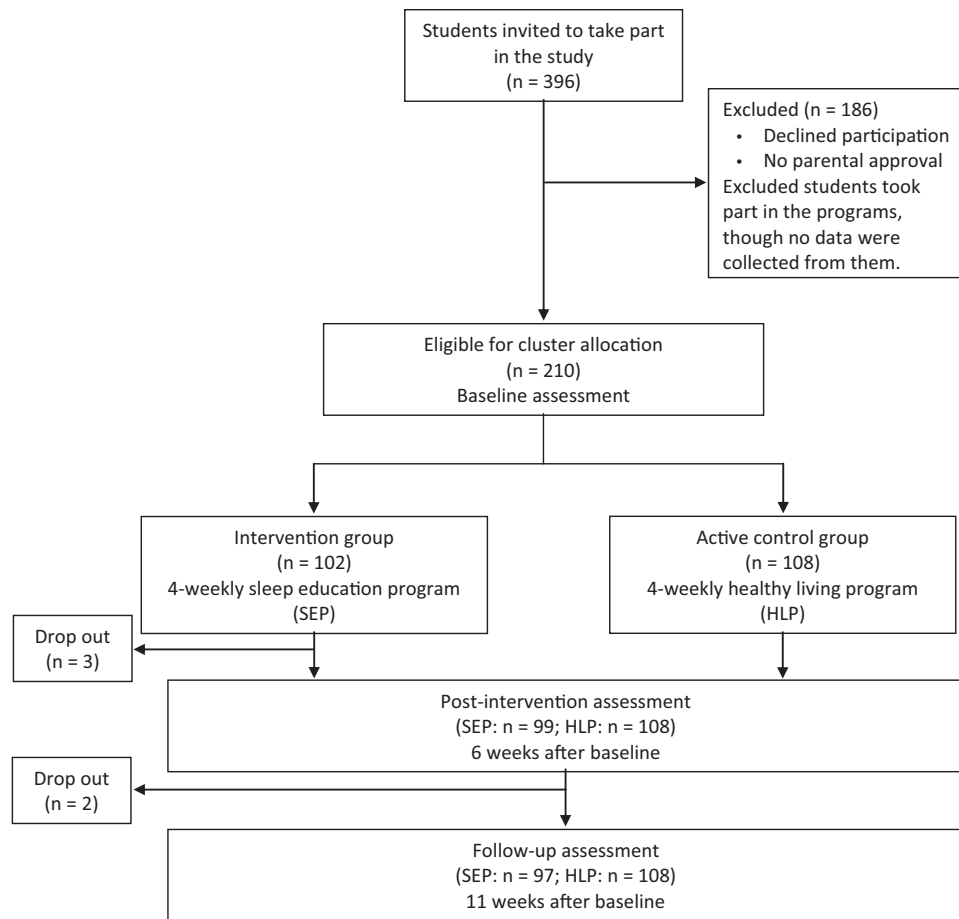 Students invited to take part
in the study
(n = 396)
Excluded (n = 186)
• Declined participation
• No parental approval
Excluded students took
part in the programs,
though no data were
collected from them.
Eligible for cluster allocation
(n = 210)
Baseline assessment
Intervention group
(n = 102)
4-weekly sleep education program
(SEP)
Active control group
(n = 108)
4-weekly healthy living program
(HLP)
Drop out
(n = 3)
Post-intervention assessment
(SEP: n = 99; HLP: n = 108)
6 weeks after baseline
Drop out
(n = 2)
Follow-up assessment
(SEP: n = 97; HLP: n = 108)
11 weeks after baseline